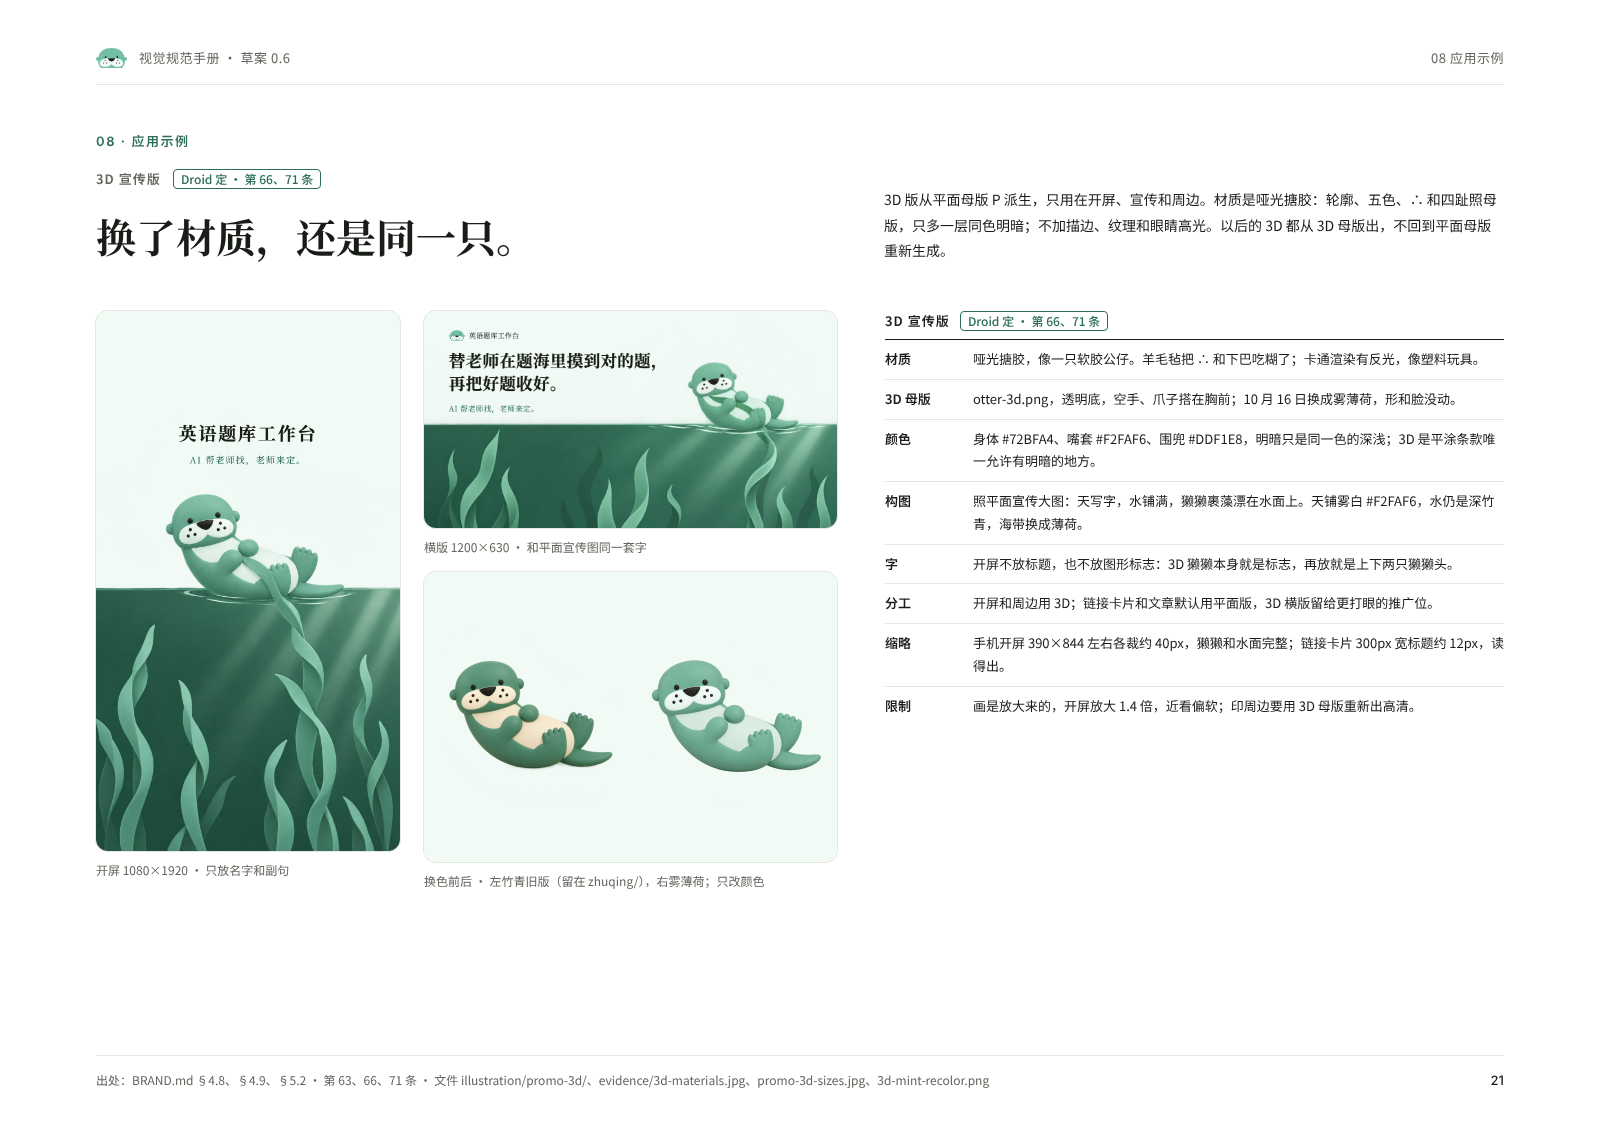 视觉规范手册 · 草案 0.6
08 应用示例
08 · 应用示例
3D 宣传版 Droid 定 · 第 66、71 条
换了材质，还是同一只。
3D 版从平面母版 P 派生，只用在开屏、宣传和周边。材质是哑光搪胶：轮廓、五色、∴ 和四趾照母
版，只多一层同色明暗；不加描边、纹理和眼睛高光。以后的 3D 都从 3D 母版出，不回到平面母版
重新生成。
英语题库工作台
AI 帮老师找，老师来定。
开屏 1080×1920 · 只放名字和副句
英语题库工作台
替老师在题海里摸到对的题，
再把好题收好。
AI 帮老师找，老师来定。
横版 1200×630 · 和平面宣传图同一套字
换色前后 · 左竹青旧版（留在 zhuqing/），右雾薄荷；只改颜色
3D 宣传版 Droid 定 · 第 66、71 条
材质 哑光搪胶，像一只软胶公仔。羊毛毡把 ∴ 和下巴吃糊了；卡通渲染有反光，像塑料玩具。
3D 母版 otter-3d.png，透明底，空手、爪子搭在胸前；10 月 16 日换成雾薄荷，形和脸没动。
颜色 身体 #72BFA4、嘴套 #F2FAF6、围兜 #DDF1E8，明暗只是同一色的深浅；3D 是平涂条款唯
一允许有明暗的地方。
构图 照平面宣传大图：天写字，水铺满，獭獭裹藻漂在水面上。天铺雾白 #F2FAF6，水仍是深竹
青，海带换成薄荷。
字 开屏不放标题，也不放图形标志：3D 獭獭本身就是标志，再放就是上下两只獭獭头。
分工 开屏和周边用 3D；链接卡片和文章默认用平面版，3D 横版留给更打眼的推广位。
缩略 手机开屏 390×844 左右各裁约 40px，獭獭和水面完整；链接卡片 300px 宽标题约 12px，读
得出。
限制 画是放大来的，开屏放大 1.4 倍，近看偏软；印周边要用 3D 母版重新出高清。
出处：BRAND.md §4.8、§4.9、§5.2 · 第 63、66、71 条 · 文件 illustration/promo-3d/、evidence/3d-materials.jpg、promo-3d-sizes.jpg、3d-mint-recolor.png
21